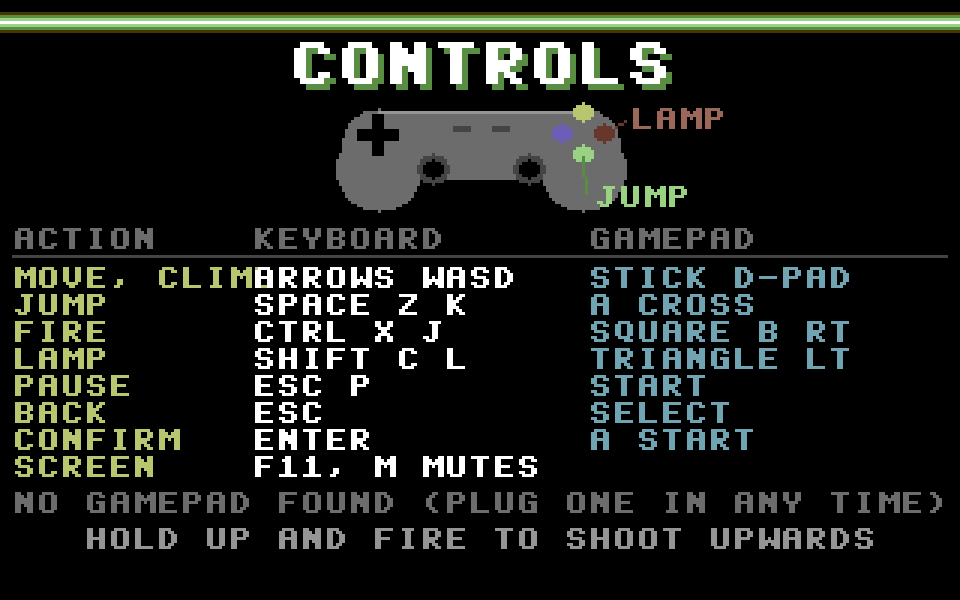 CONTROLS
LAMP
JUMP
ACTION KEYBOARD GAMEPAD
MOVE, CLIM ARROWS WASD STICK D-PAD
JUMP SPACE Z K A CROSS
FIRE CTRL X J SQUARE B RT
LAMP SHIFT C L TRIANGLE LT
PAUSE ESC P START
BACK ESC SELECT
CONFIRM ENTER A START
SCREEN F11, M MUTES
NO GAMEPAD FOUND (PLUG ONE IN ANY TIME)
HOLD UP AND FIRE TO SHOOT UPWARDS